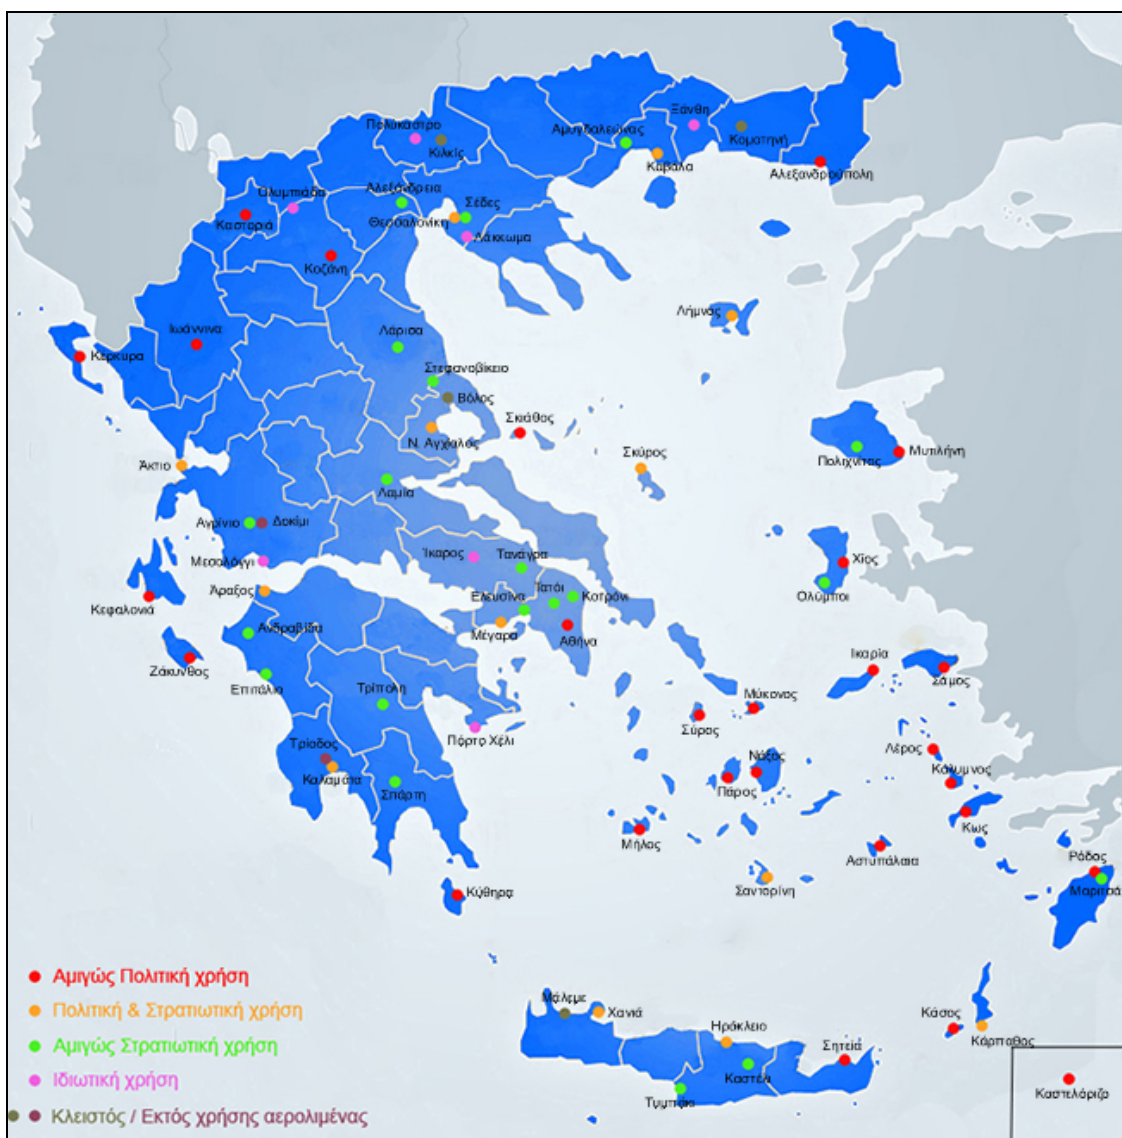 Ξάνθη
Πολύκαστρο
Αμυγδαλεώνας
Κομοτηνή
Κιλκίς
Καβάλα
Αλεξανδρούπολη
Ολυμπιάδα
Αλεξάνδρεια
Σέδες
Καστοριά
Θεσσαλονίκη
Λάκκωμα
Κοζάνη
Λήμνος
Ιωάννινα
Λάρισα
Κέρκυρα
Στεφανοβίκειο
Βόλος
Σκιάθος
Ν. Αγχίαλος
Σκύρος
Μυτιλήνη
Πολιχνίτος
Άκτιο
Λαμία
Αγρίνιο
Δοκίμι
Μεσολόγγι
Ίκαρος
Τανάγρα
Χίος
Άραξος
Τατόι
Ολύμποι
Κεφαλονιά
Ελευσίνα
Κοτρόνι
Ανδραβίδα
Μέγαρα
Αθήνα
Ζάκυνθος
Ικαρία
Σάμος
Επιτάλιο
Τρίπολη
Μύκονος
Σύρος
Πόρτο Χέλι
Τρίοδος
Λέρος
Νάξος
Κάλυμνος
Καλαμάτα
Πάρος
Σπάρτη
Κως
Μήλος
Αστυπάλαια
Ρόδος
Σαντορίνη
Μαριτσά
Κύθηρα
Αμιγώς Πολιτική χρήση
Πολιτική & Στρατιωτική χρήση
Αμιγώς Στρατιωτική χρήση
Ιδιωτική χρήση
Κλειστός / Εκτός χρήσης αερολιμένας
Μάλεμε
Χανιά
Ηράκλειο
Κάσος
Κάρπαθος
Σητεία
Καστέλι
Τυμπάκι
Καστελόριζο